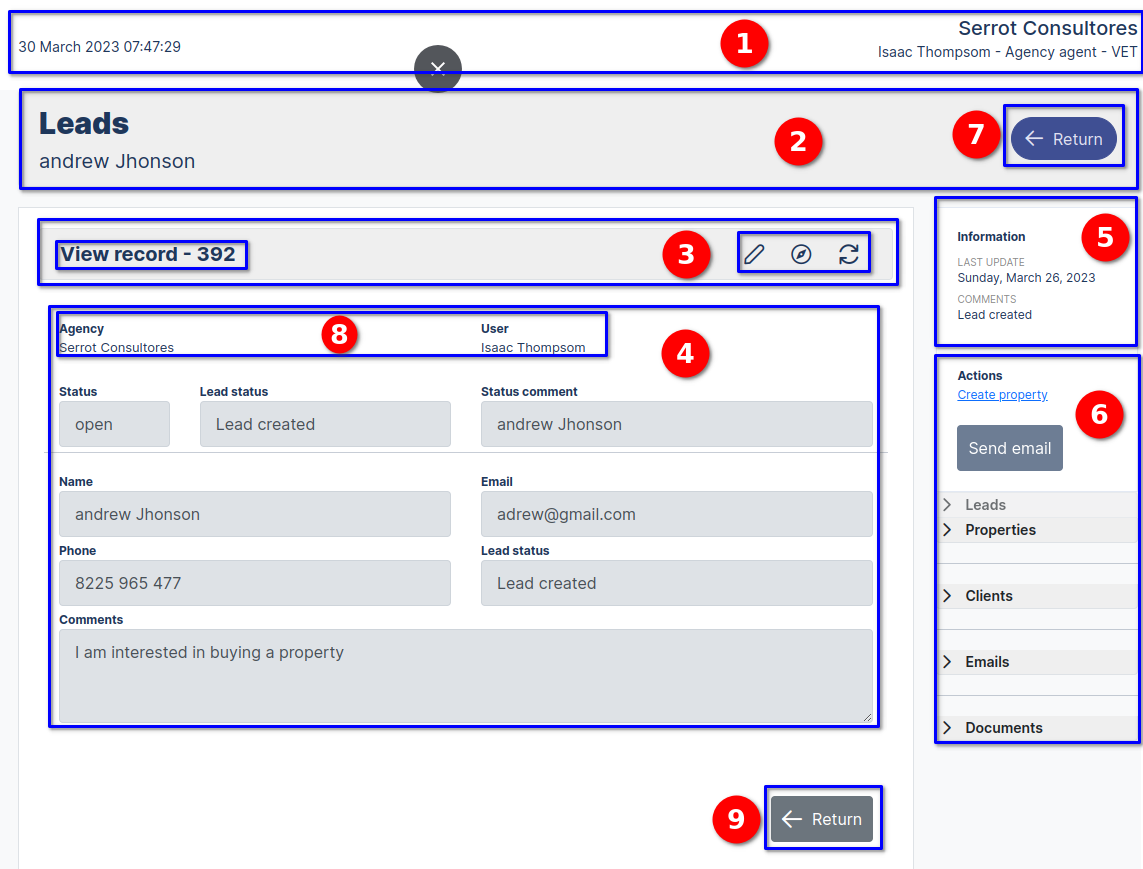 30 March 2023 07:47:29
1
Serrot Consultores
Isaac Thompsom - Agency agent - VET
Leads
andrew Jhonson
2
7
Return
View record - 392
3
Agency
Serrot Consultores
8
User
Isaac Thompsom
4
Status
open
Lead status
Lead created
Status comment
andrew Jhonson
Name
andrew Jhonson
Email
adrew@gmail.com
Phone
8225 965 477
Lead status
Lead created
Comments
I am interested in buying a property
9
Return
Information
5
LAST UPDATE
Sunday, March 26, 2023
COMMENTS
Lead created
Actions
Create property
6
Send email
Leads
Properties
Clients
Emails
Documents